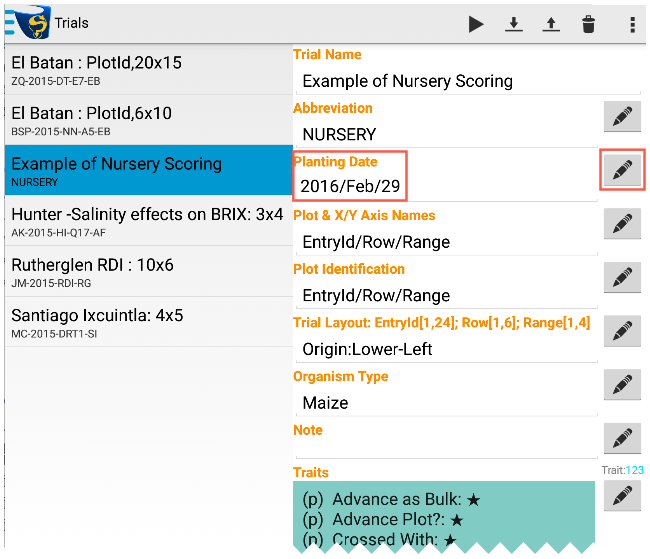 Trials
El Batan : PlotId,20x15
ZQ-2015-DT-E7-EB
El Batan : PlotId,6x10
BSP-2015-NN-A5-EB
Example of Nursery Scoring
NURSERY
Hunter -Salinity effects on BRIX: 3x4
AK-2015-HI-Q17-AF
Rutherglen RDI : 10x6
JM-2015-RDI-RG
Santiago Ixcuintla: 4x5
MC-2015-DRT1-SI
Trial Name
Example of Nursery Scoring
Abbreviation
NURSERY
Planting Date
2016/Feb/29
Plot & X/Y Axis Names
EntryId/Row/Range
Plot Identification
EntryId/Row/Range
Trial Layout: EntryId[1,24]; Row[1,6]; Range[1,4]
Origin:Lower-Left
Organism Type
Maize
Note
Trait:123
Traits
(p) Advance as Bulk: ★
(p) Advance Plot?: ★
(p) Crossed With: ★